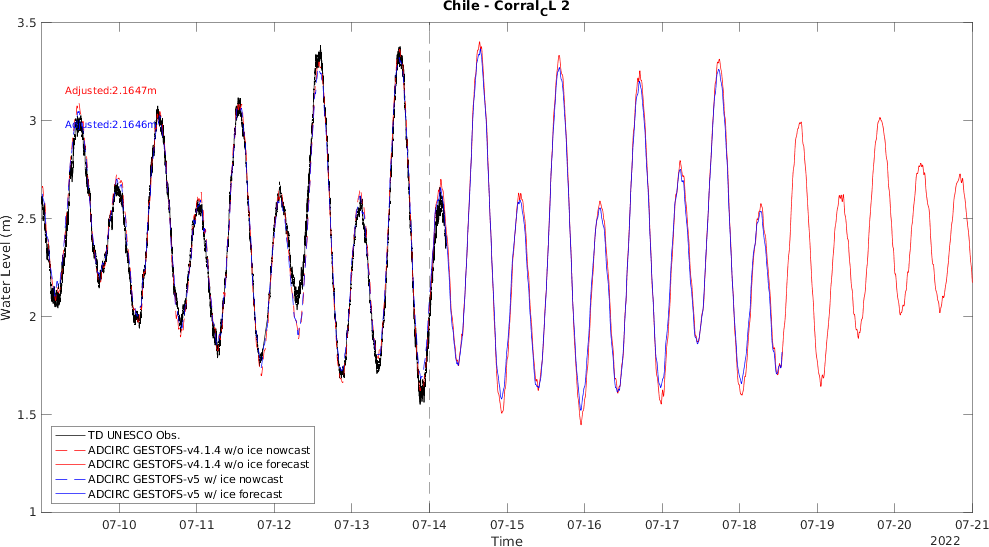 Chile - Corral_CL 2
Adjusted:2.1647m
Adjusted:2.1646m
Water Level (m)
3.5
3
2.5
2
1.5
1
TD UNESCO Obs.
ADCIRC GESTOFS-v4.1.4 w/o ice nowcast
ADCIRC GESTOFS-v4.1.4 w/o ice forecast
ADCIRC GESTOFS-v5 w/ ice nowcast
ADCIRC GESTOFS-v5 w/ ice forecast
07-10 07-11 07-12 07-13 07-14 07-15 07-16 07-17 07-18 07-19 07-20 07-21
Time
2022